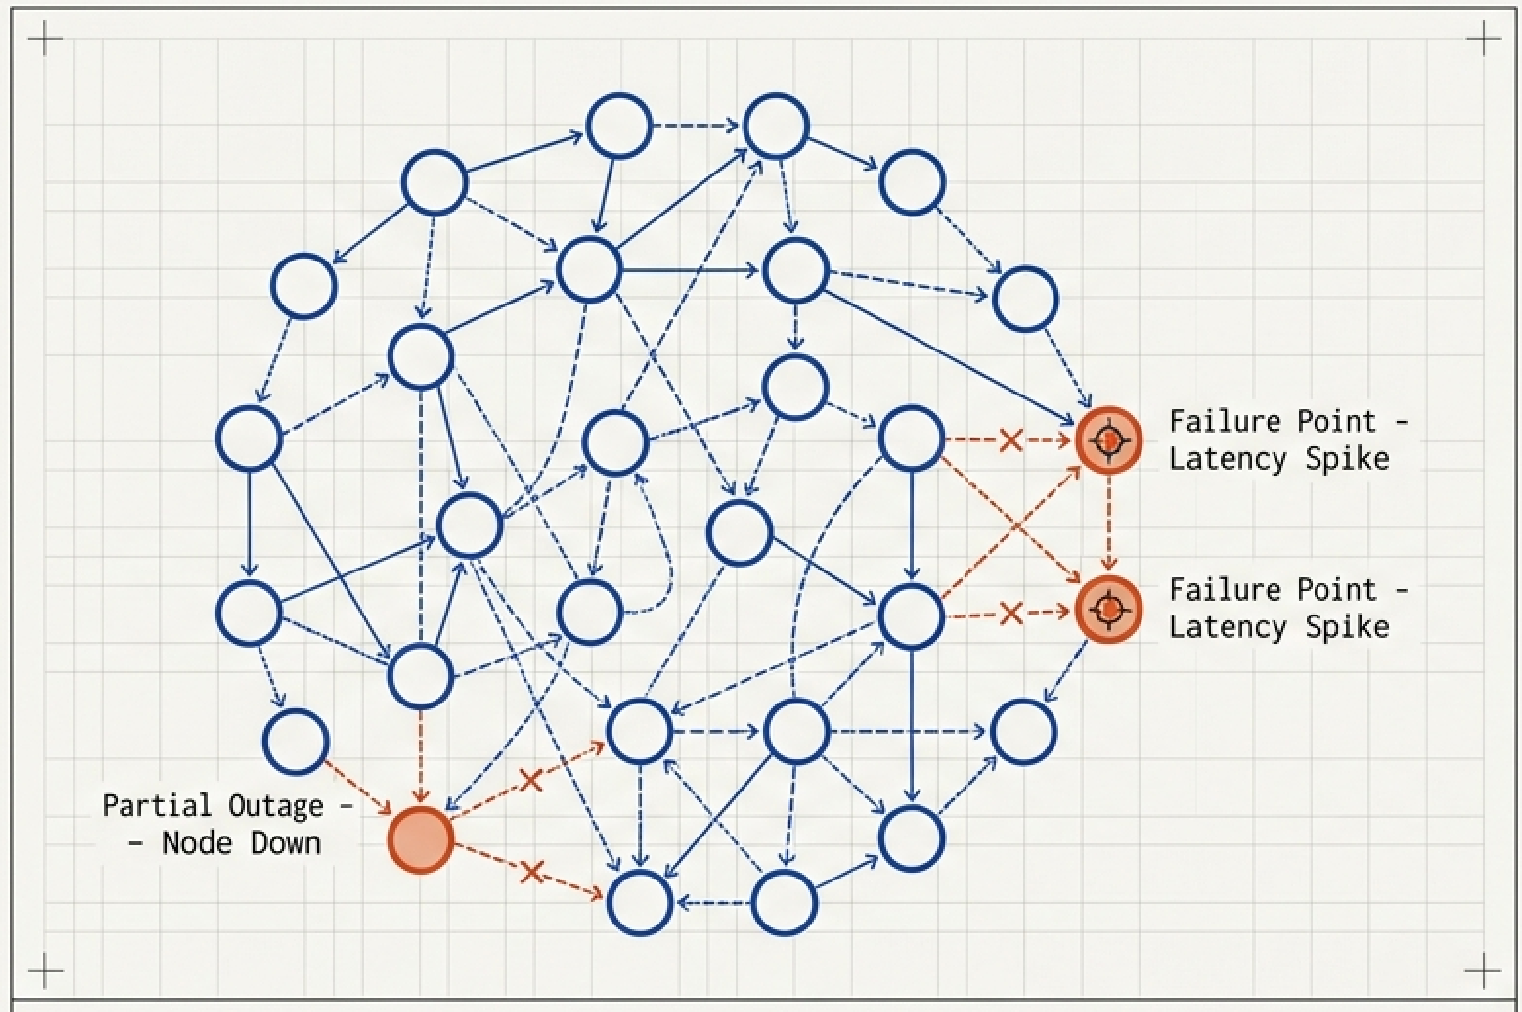 Failure Point -
Latency Spike
Failure Point -
Latency Spike
Partial Outage -
- Node Down